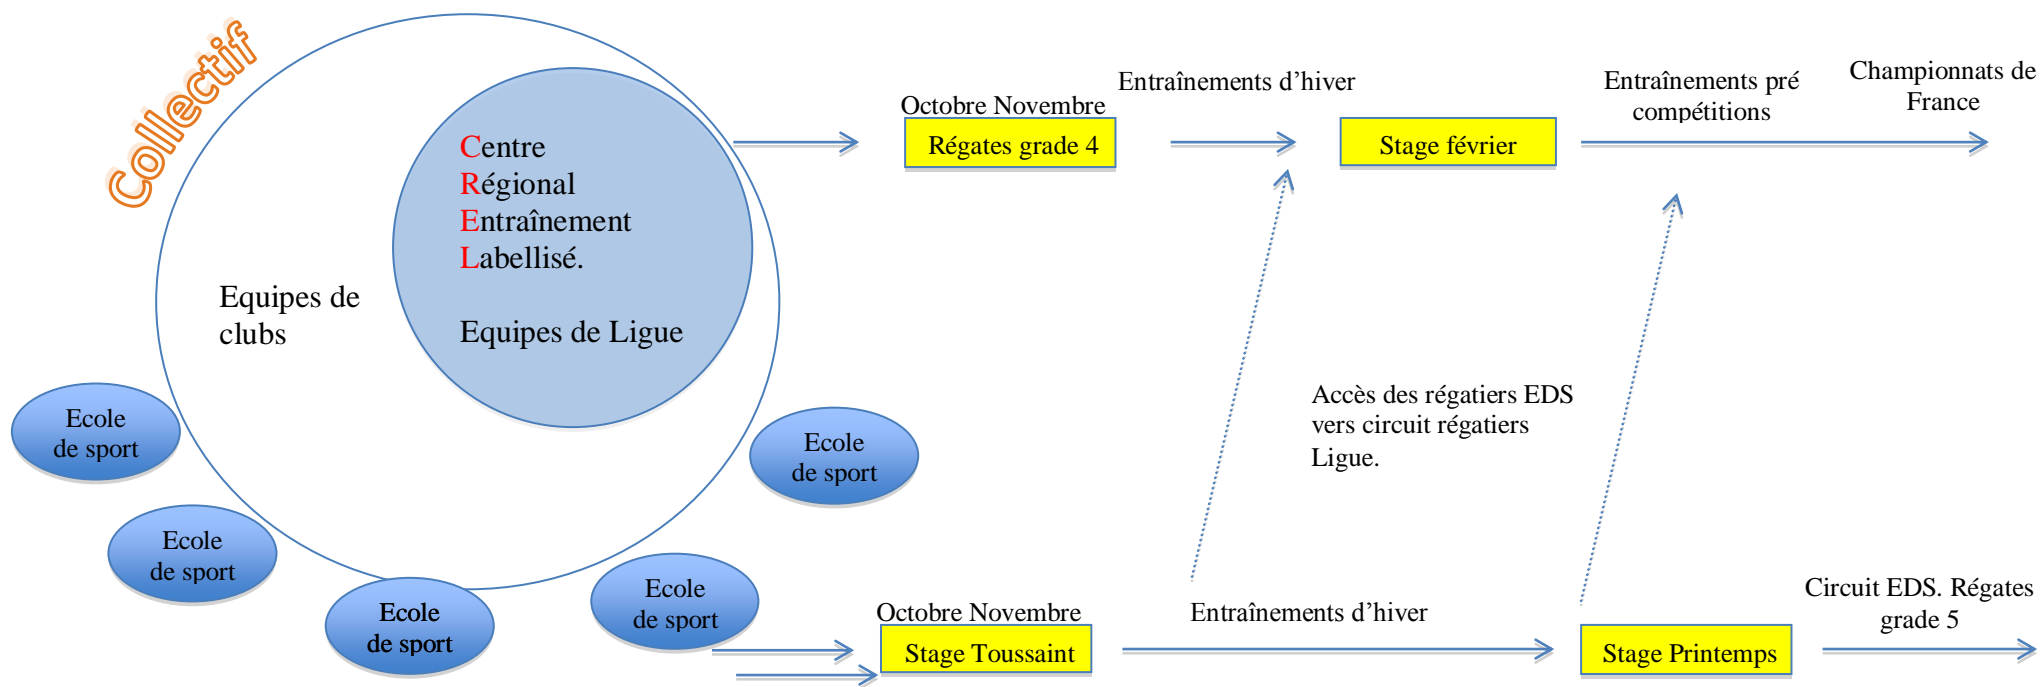 Collectif
Centre
Régional
Entraînement
Labellisé.
Equipes de Ligue
Equipes de
clubs
Ecole
de sport
Ecole
de sport
Ecole
de sport
Ecole
de sport
Ecole
de sport
Octobre Novembre
Régates grade 4
Entraînements d’hiver
Stage février
Entraînements pré
compétitions
Championnats de
France
Accès des régatiers EDS
vers circuit régatiers
Ligue.
Octobre Novembre
Stage Toussaint
Entraînements d’hiver
Stage Printemps
Circuit EDS. Régates
grade 5